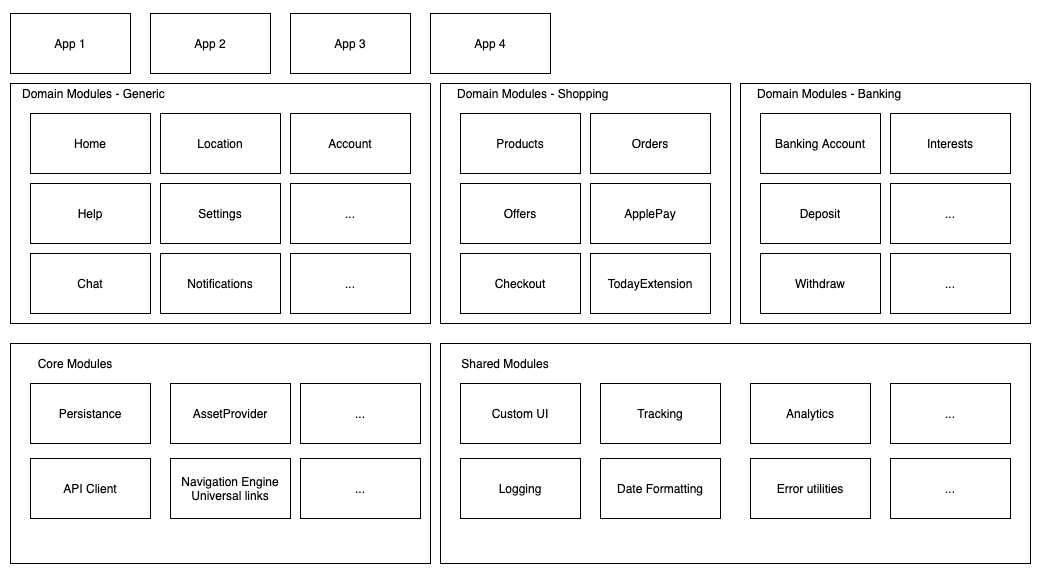 App 1
App 2
App 3
App 4
Domain Modules - Generic
Home
Location
Account
Help
Settings
...
Chat
Notifications
...
Domain Modules - Shopping
Products
Orders
Offers
ApplePay
Checkout
TodayExtension
Domain Modules - Banking
Banking Account
Interests
Deposit
...
Withdraw
...
Core Modules
Persistance
AssetProvider
...
API Client
Navigation Engine
Universal links
...
Shared Modules
Custom UI
Tracking
Analytics
...
Logging
Date Formatting
Error utilities
...